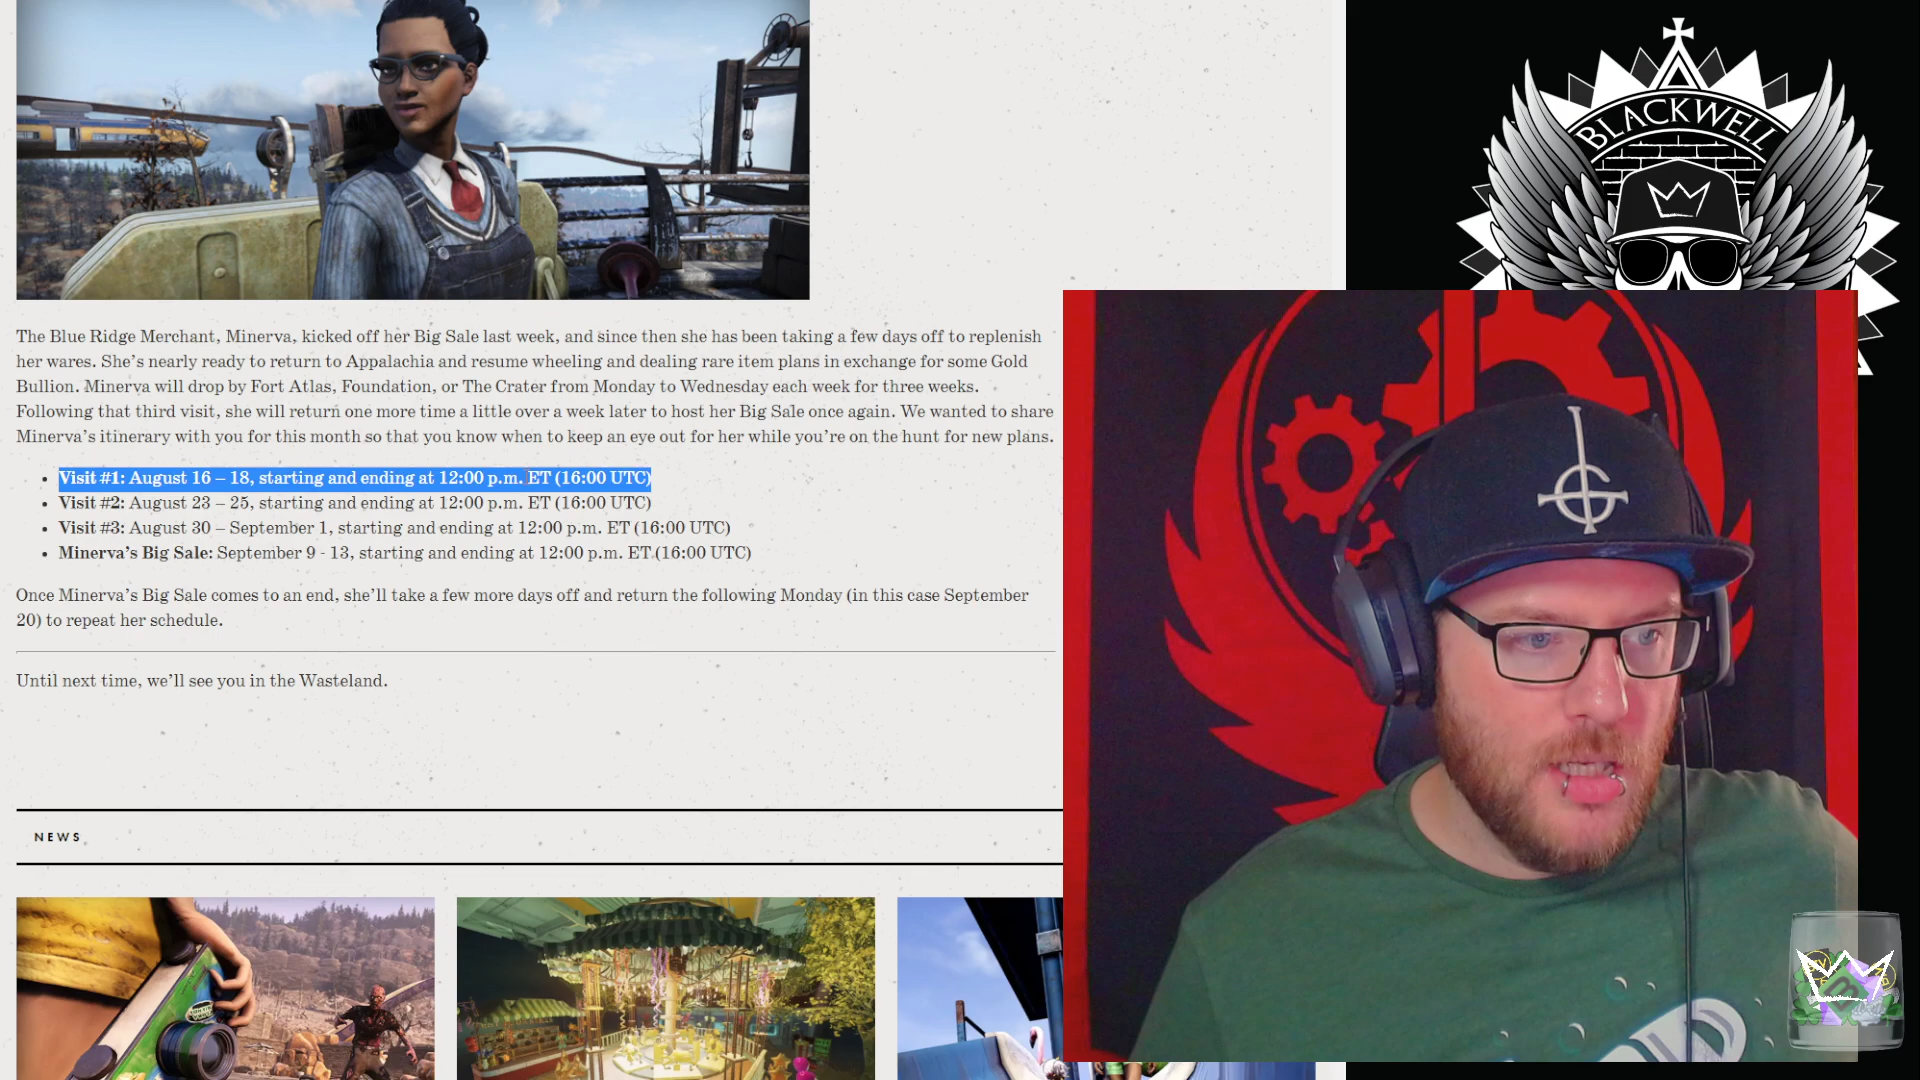 BLACKWELL
The Blue Ridge Merchant, Minerva, kicked off her Big Sale last week, and since then she has been taking a few days off to replenish
her wares. She’s nearly ready to return to Appalachia and resume wheeling and dealing rare item plans in exchange for some Gold
Bullion. Minerva will drop by Fort Atlas, Foundation, or The Crater from Monday to Wednesday each week for three weeks.
Following that third visit, she will return one more time a little over a week later to host her Big Sale once again. We wanted to share
Minerva’s itinerary with you for this month so that you know when to keep an eye out for her while you’re on the hunt for new plans.
• Visit #1: August 16 – 18, starting and ending at 12:00 p.m. ET (16:00 UTC)
• Visit #2: August 23 – 25, starting and ending at 12:00 p.m. ET (16:00 UTC)
• Visit #3: August 30 – September 1, starting and ending at 12:00 p.m. ET (16:00 UTC)
• Minerva’s Big Sale: September 9 - 13, starting and ending at 12:00 p.m. ET (16:00 UTC)
Once Minerva’s Big Sale comes to an end, she’ll take a few more days off and return the following Monday (in this case September
20) to repeat her schedule.
Until next time, we’ll see you in the Wasteland.
NEWS